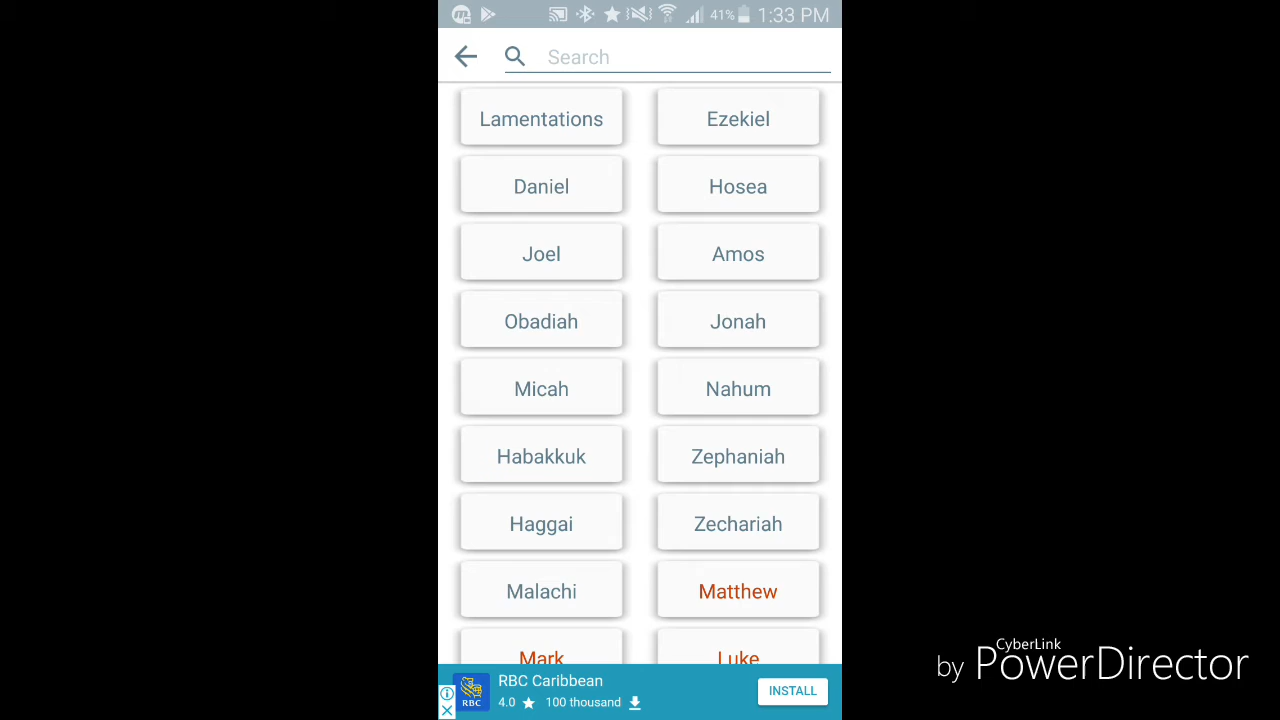 41% 1:33 PM
Search
Lamentations Ezekiel
Daniel Hosea
Joel Amos
Obadiah Jonah
Micah Nahum
Habakkuk Zephaniah
Haggai Zechariah
Malachi Matthew
Mark Luke
RBC RBC Caribbean
4.0 100 thousand INSTALL
CyberLink
by PowerDirector